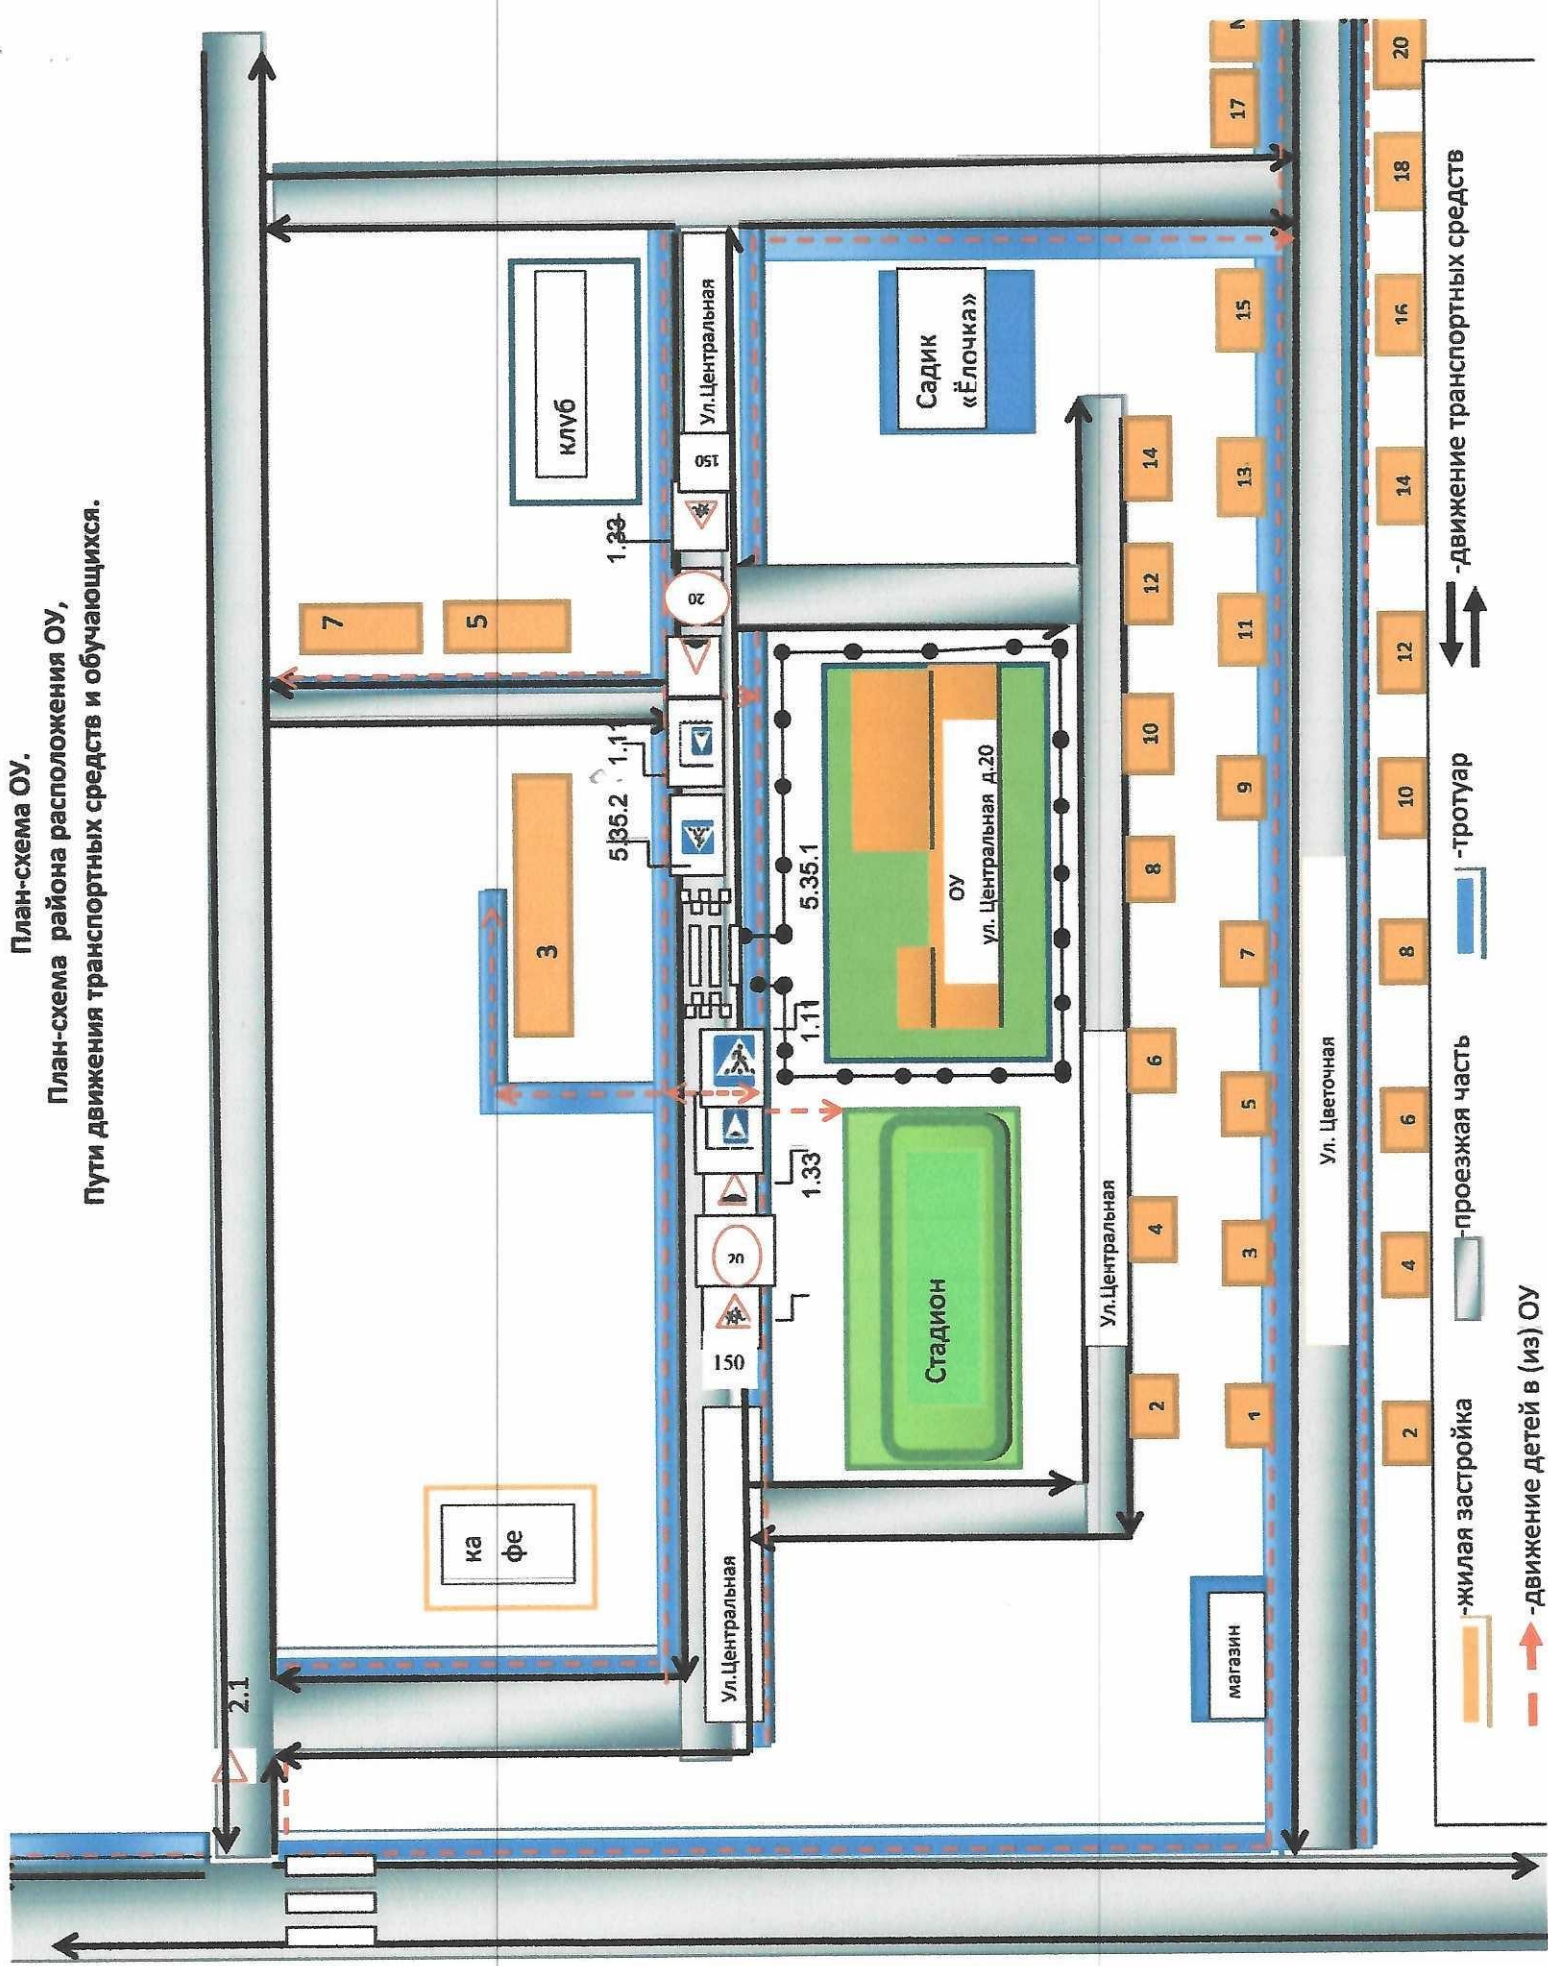 План-схема ОУ.
План-схема района расположения ОУ,
Пути движения транспортных средств и обучающихся.
2.1
ка
фе
3
7
5
клуб
5.35.2
1.11
1.33
Ул.Центральная
150
20
20
150
Ул.Центральная
1.33
1.11
5.35.1
Стадион
ОУ
ул. Центральная д.20
Садик
«Ёлочка»
Ул.Центральная
2
4
6
8
10
12
14
магазин
1
3
5
7
9
11
13
15
17
Ул. Цветочная
2
4
6
8
10
12
14
16
18
20
-жилая застройка
-проезжая часть
-тротуар
-движение транспортных средств
-движение детей в (из) ОУ